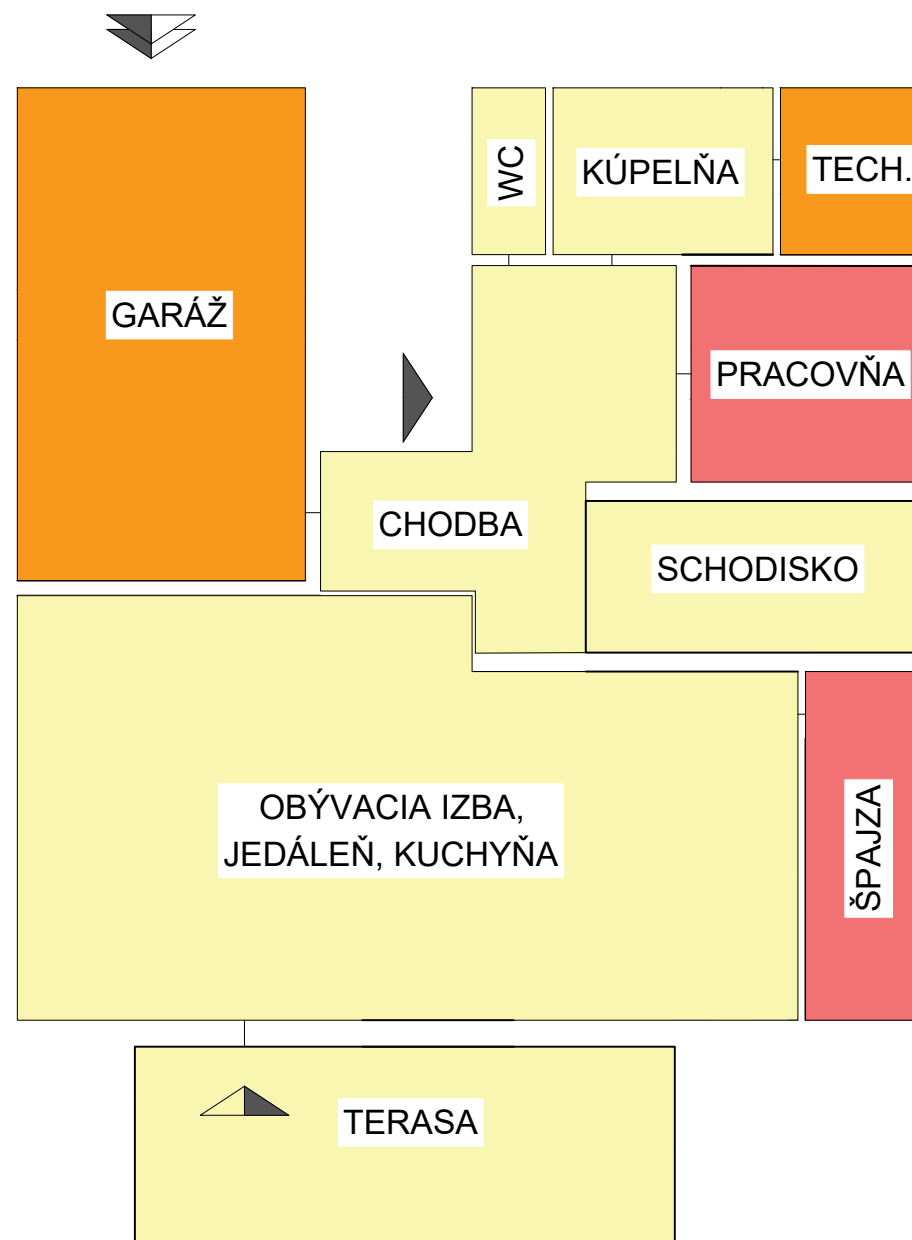 WC
KÚPELŇA
TECH.
GARÁŽ
PRACOVŇA
CHODBA
SCHODISKO
OBÝVACIA IZBA,
JEDÁLEŇ, KUCHYŇA
ŠPAJZA
TERASA